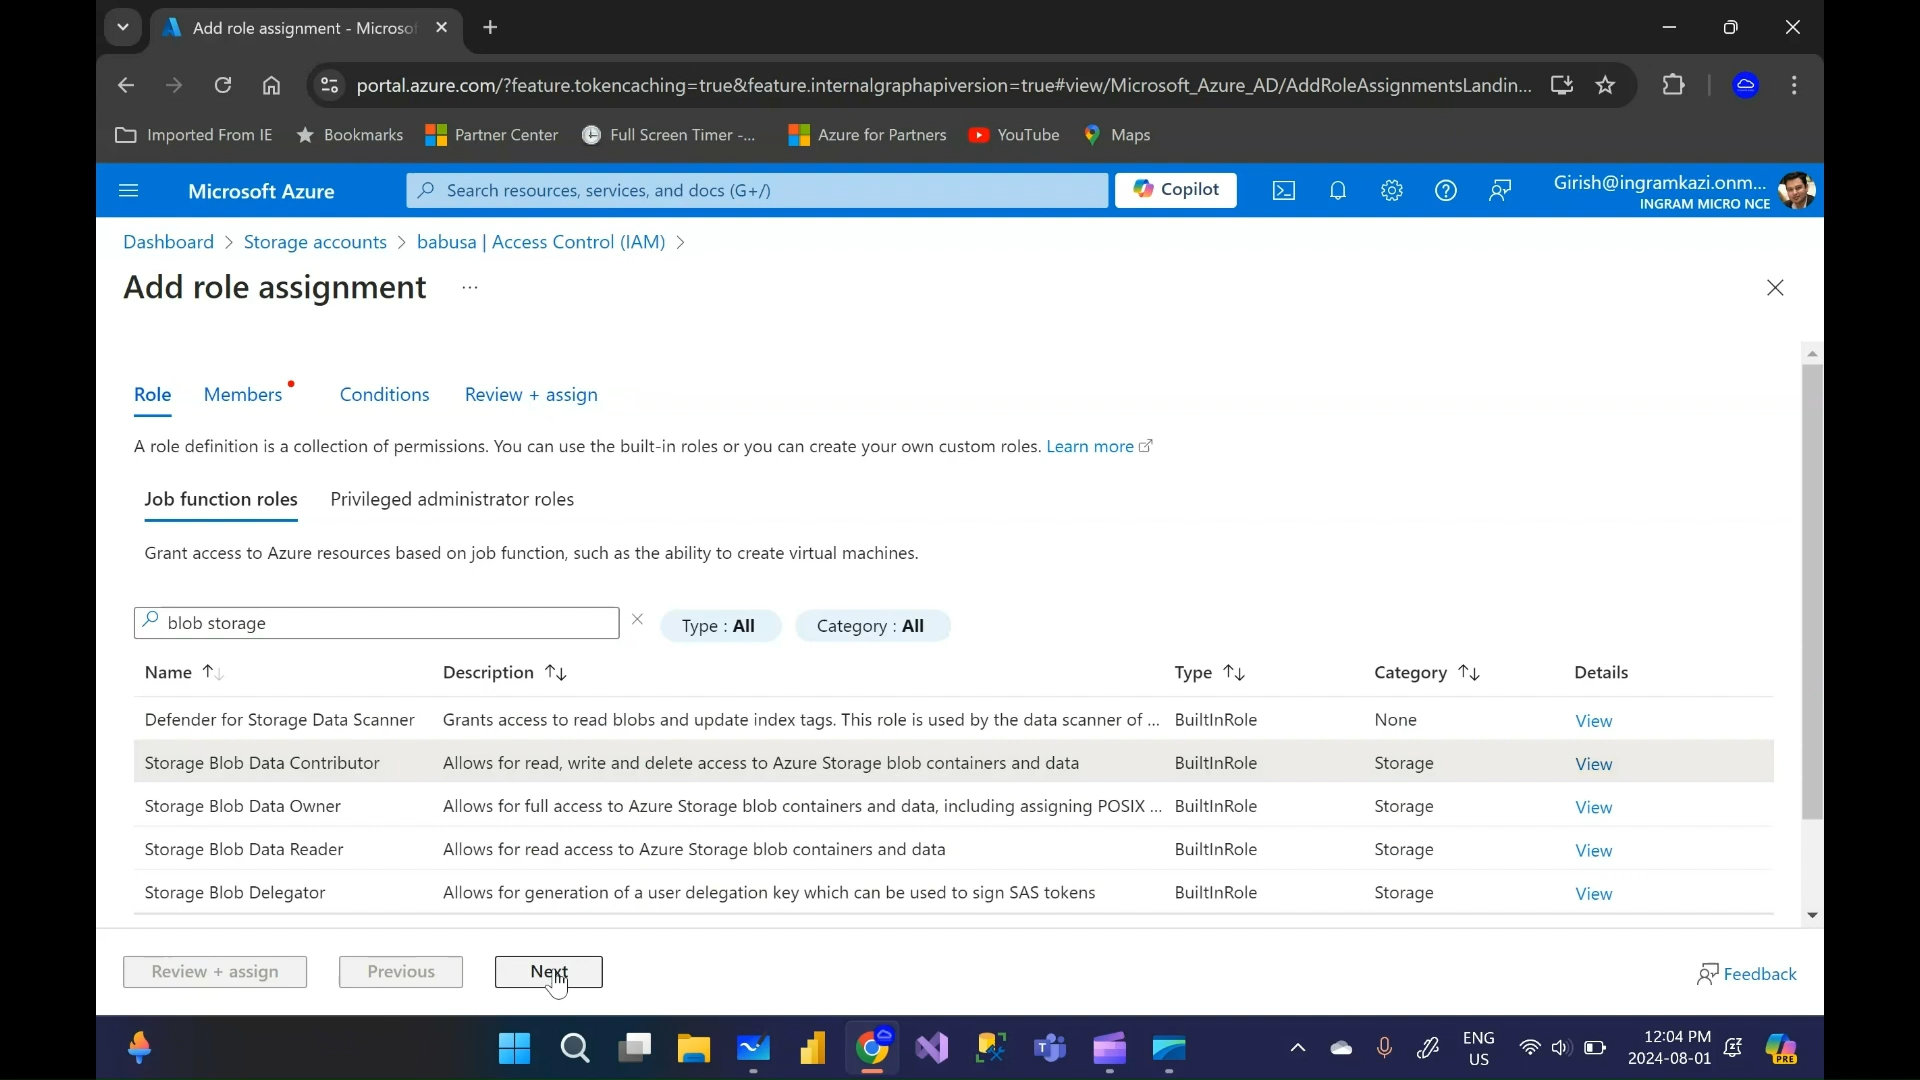 Add role assignment - Microso
portal.azure.com/?feature.tokencaching=true&feature.internalgraphapiversion=true#view/Microsoft_Azure_AD/AddRoleAssignmentsLandin...
Imported From IE Bookmarks Partner Center Full Screen Timer -... Azure for Partners YouTube Maps
Microsoft Azure Search resources, services, and docs (G+/) Copilot Girish@ingramkazi.onm...
INGRAM MICRO NCE
Dashboard > Storage accounts > babusa | Access Control (IAM) >
Add role assignment ...
Role Members Conditions Review + assign
A role definition is a collection of permissions. You can use the built-in roles or you can create your own custom roles. Learn more
Job function roles Privileged administrator roles
Grant access to Azure resources based on job function, such as the ability to create virtual machines.
blob storage Type : All Category : All
Name ↑↓ Description ↑↓ Type ↑↓ Category ↑↓ Details
Defender for Storage Data Scanner Grants access to read blobs and update index tags. This role is used by the data scanner of ... BuiltInRole None View
Storage Blob Data Contributor Allows for read, write and delete access to Azure Storage blob containers and data BuiltInRole Storage View
Storage Blob Data Owner Allows for full access to Azure Storage blob containers and data, including assigning POSIX ... BuiltInRole Storage View
Storage Blob Data Reader Allows for read access to Azure Storage blob containers and data BuiltInRole Storage View
Storage Blob Delegator Allows for generation of a user delegation key which can be used to sign SAS tokens BuiltInRole Storage View
Review + assign Previous Next Feedback
ENG
US
12:04 PM
2024-08-01
PRE